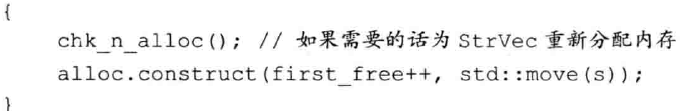 {
chk_n_alloc(); // 如果需要的话为 StrVec 重新分配内存
alloc.construct(first_free++, std::move(s));
}